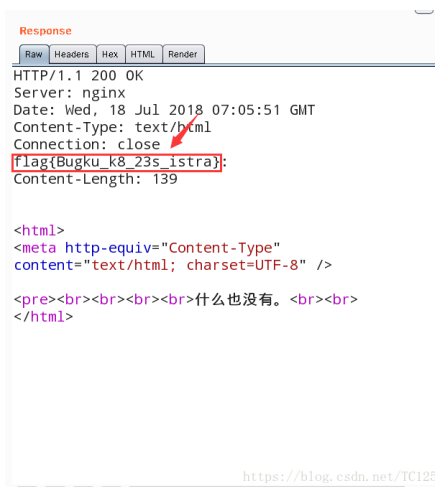 Response
Raw Headers Hex HTML Render
HTTP/1.1 200 OK
Server: nginx
Date: Wed, 18 Jul 2018 07:05:51 GMT
Content-Type: text/html
Connection: close
flag{Bugku_k8_23s_istra}:
Content-Length: 139
<html>
<meta http-equiv="Content-Type"
content="text/html; charset=UTF-8" />
<pre><br><br><br><br>什么也没有。<br><br>
</html>
https://blog.csdn.net/TC125